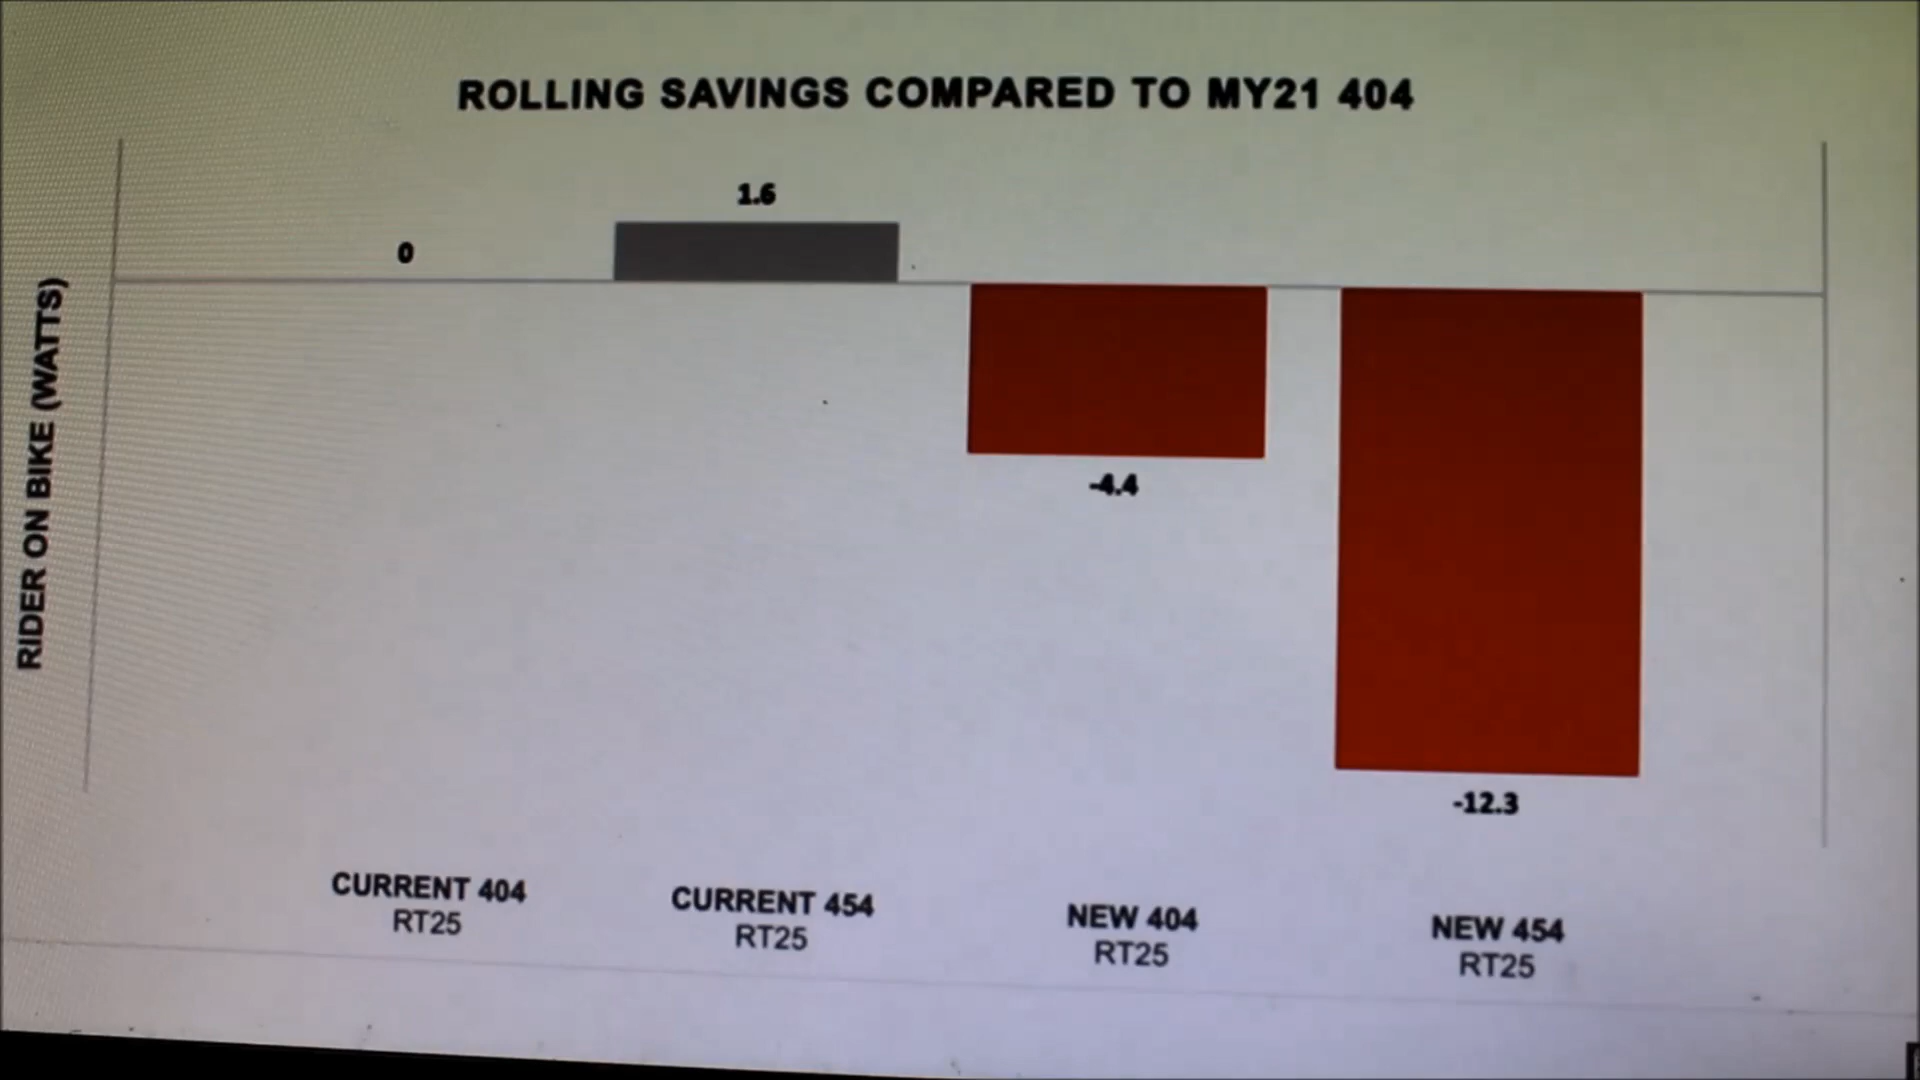 ROLLING SAVINGS COMPARED TO MY21 404
RIDER ON BIKE (WATTS)
0
1.6
-4.4
-12.3
CURRENT 404
RT25
CURRENT 454
RT25
NEW 404
RT25
NEW 454
RT25